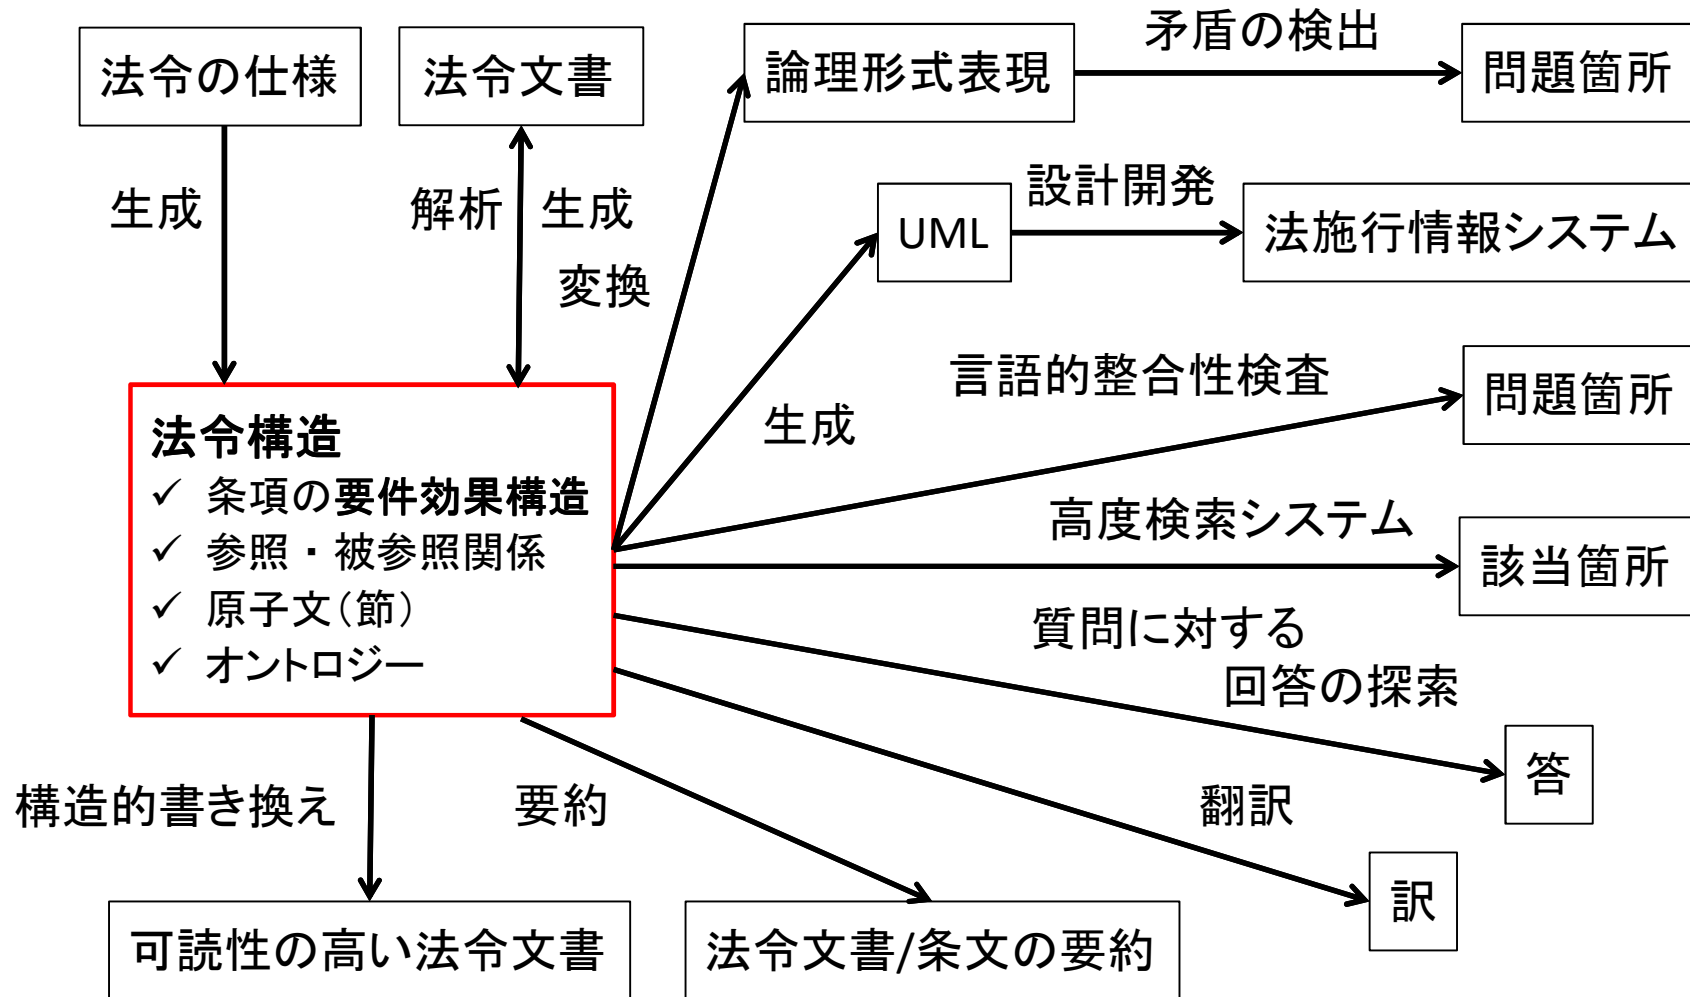 矛盾の検出
法令の仕様
法令文書
論理形式表現
問題箇所
生成
解析
生成
設計開発
UML
法施行情報システム
変換
言語的整合性検査
問題箇所
生成
法令構造
✓ 条項の要件効果構造
✓ 参照・被参照関係
✓ 原子文(節)
✓ オントロジー
高度検索システム
該当箇所
質問に対する
回答の探索
答
構造的書き換え
要約
翻訳
訳
可読性の高い法令文書
法令文書/条文の要約